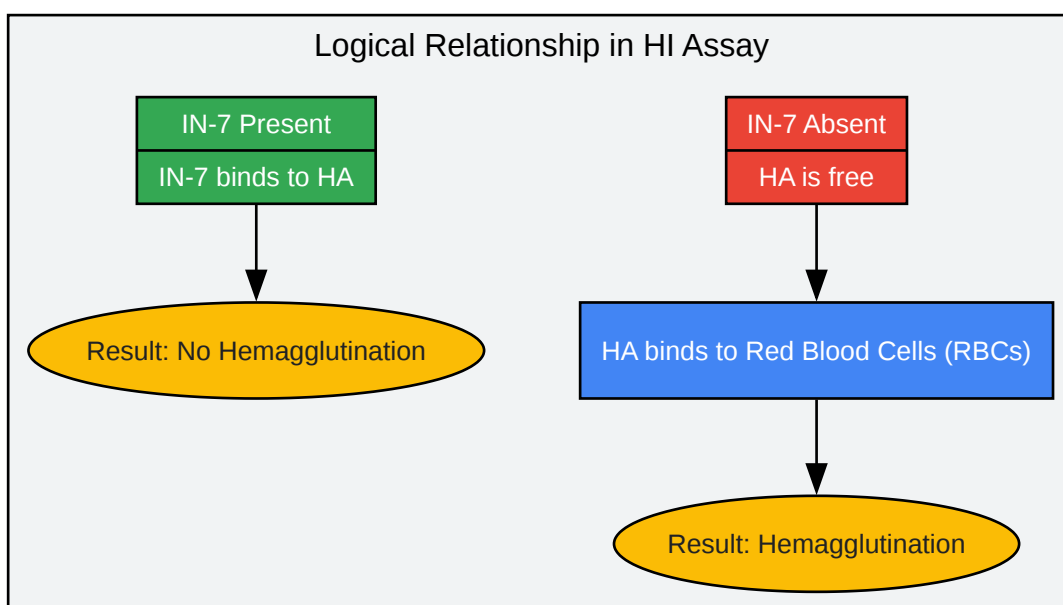 Logical Relationship in HI Assay
IN-7 Present
IN-7 binds to HA
Result: No Hemagglutination
IN-7 Absent
HA is free
HA binds to Red Blood Cells (RBCs)
Result: Hemagglutination